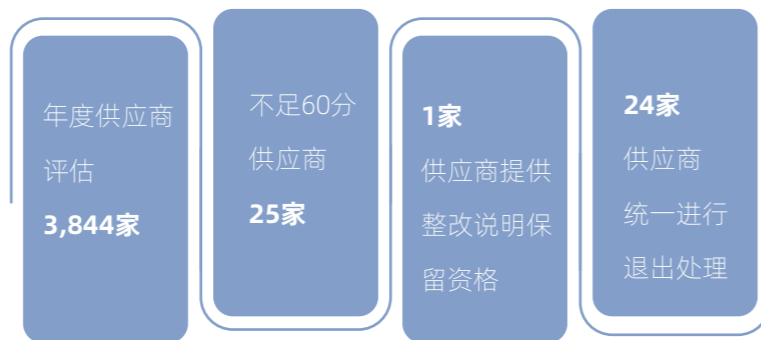 年度供应商
评估
3,844家
不足60分
供应商
25家
1家
供应商提供
整改说明保
留资格
24家
供应商
统一进行
退出处理